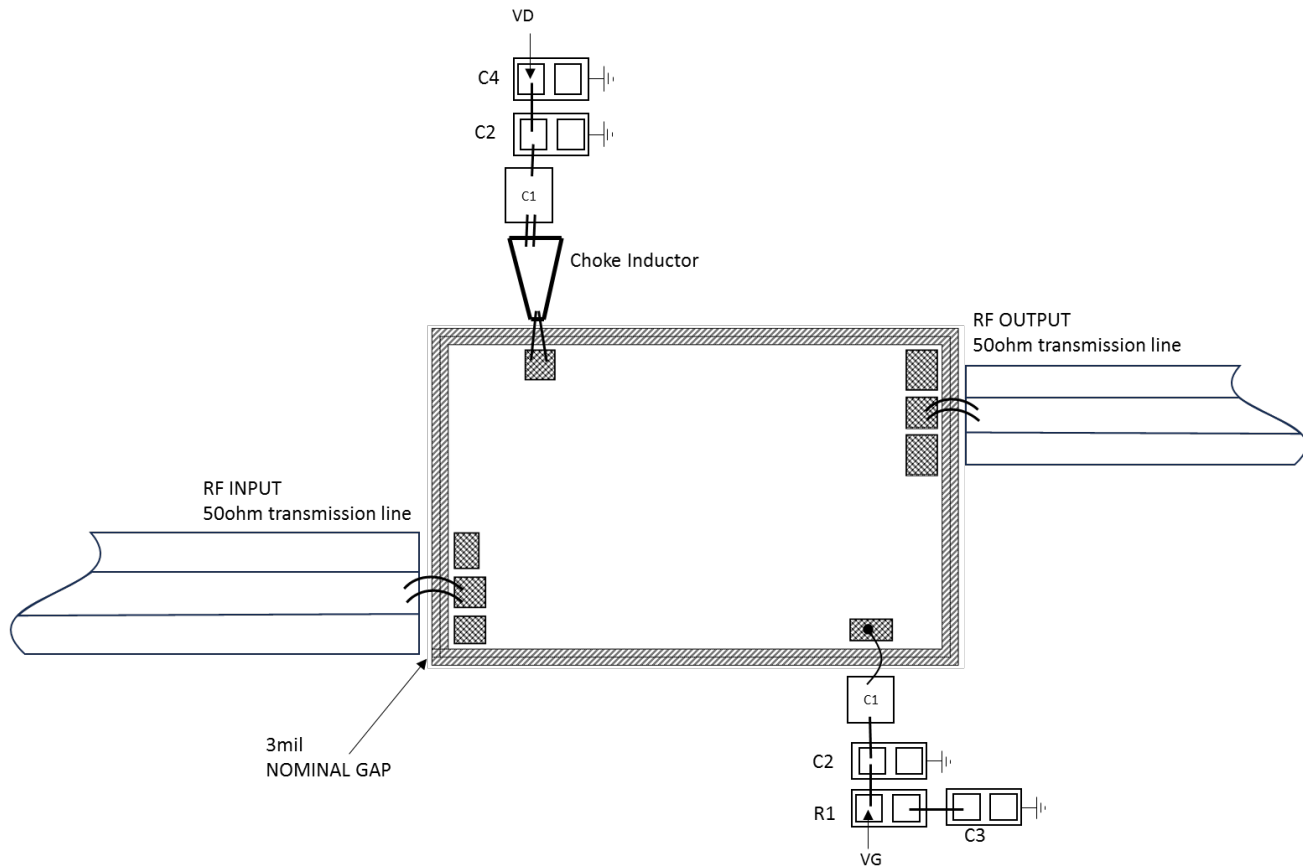 VD
C4
C2
C1
Choke Inductor
RF OUTPUT
50ohm transmission line
RF INPUT
50ohm transmission line
C1
3mil
NOMINAL GAP
C2
R1
C3
VG